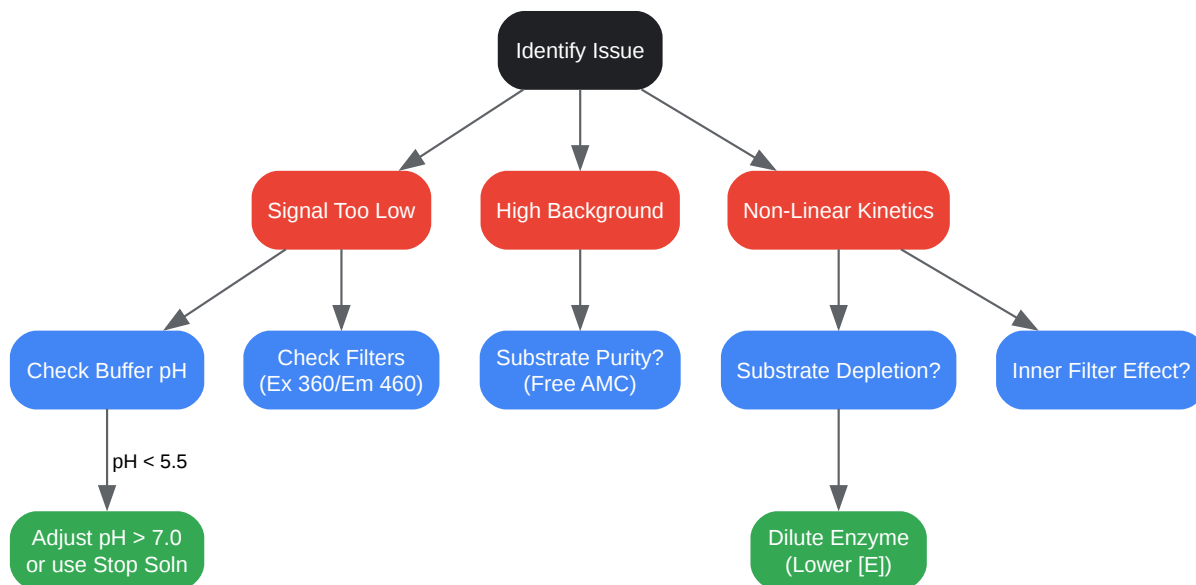 Identify Issue
Signal Too Low
High Background
Non-Linear Kinetics
Check Buffer pH
Check Filters
(Ex 360/Em 460)
Substrate Purity?
(Free AMC)
Substrate Depletion?
Inner Filter Effect?
pH < 5.5
Adjust pH > 7.0
or use Stop Soln
Dilute Enzyme
(Lower [E])